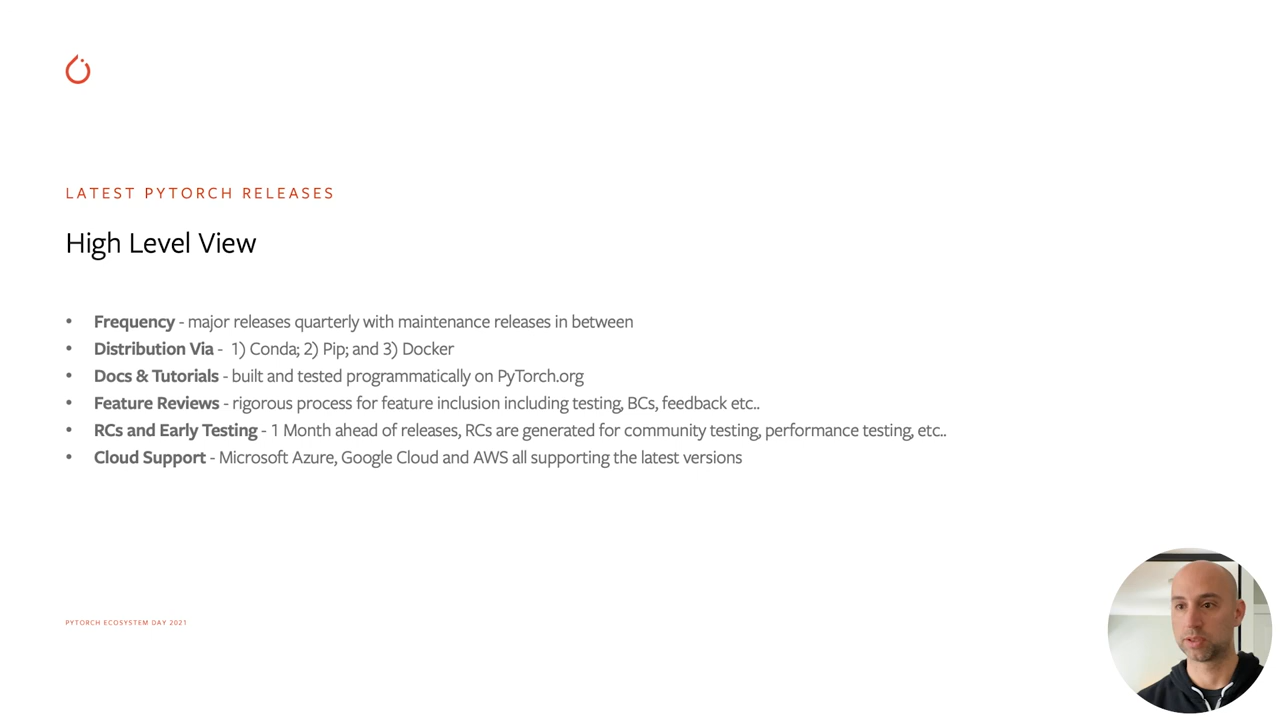 LATEST PYTORCH RELEASES
High Level View
• Frequency - major releases quarterly with maintenance releases in between
• Distribution Via -  1) Conda; 2) Pip; and 3) Docker
• Docs & Tutorials - built and tested programmatically on PyTorch.org
• Feature Reviews - rigorous process for feature inclusion including testing, BCs, feedback etc..
• RCs and Early Testing - 1 Month ahead of releases, RCs are generated for community testing, performance testing, etc..
• Cloud Support - Microsoft Azure, Google Cloud and AWS all supporting the latest versions
PYTORCH ECOSYSTEM DAY 2021